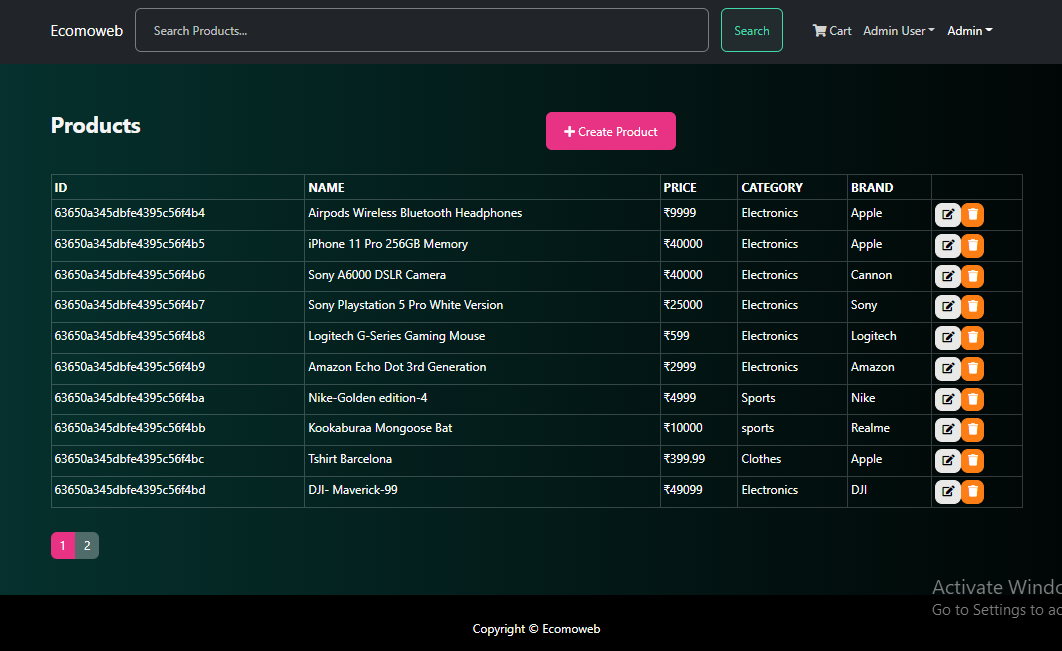 Ecomoweb Search Products... Search Cart Admin User Admin
Products Create Product
ID NAME PRICE CATEGORY BRAND
63650a345dbfe4395c56f4b4 Airpods Wireless Bluetooth Headphones ₹9999 Electronics Apple
63650a345dbfe4395c56f4b5 iPhone 11 Pro 256GB Memory ₹40000 Electronics Apple
63650a345dbfe4395c56f4b6 Sony A6000 DSLR Camera ₹40000 Electronics Cannon
63650a345dbfe4395c56f4b7 Sony Playstation 5 Pro White Version ₹25000 Electronics Sony
63650a345dbfe4395c56f4b8 Logitech G-Series Gaming Mouse ₹599 Electronics Logitech
63650a345dbfe4395c56f4b9 Amazon Echo Dot 3rd Generation ₹2999 Electronics Amazon
63650a345dbfe4395c56f4ba Nike-Golden edition-4 ₹4999 Sports Nike
63650a345dbfe4395c56f4bb Kookaburaa Mongoose Bat ₹10000 sports Realme
63650a345dbfe4395c56f4bc Tshirt Barcelona ₹399.99 Clothes Apple
63650a345dbfe4395c56f4bd DJI- Maverick-99 ₹49099 Electronics DJI
1 2
Activate Windo
Go to Settings to ac
Copyright © Ecomoweb